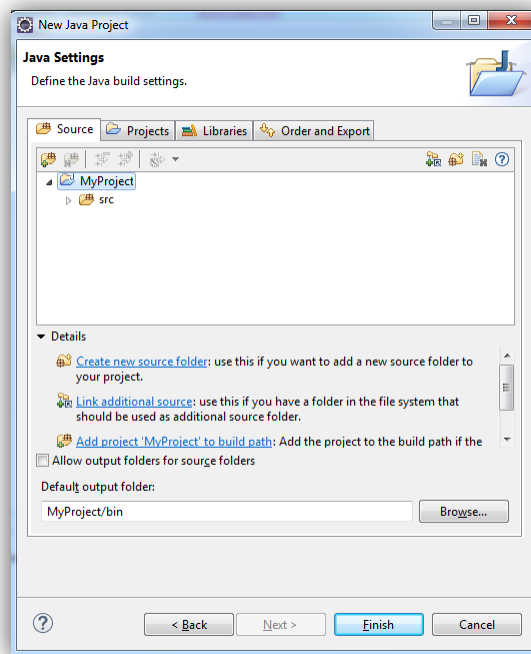 New Java Project
Java Settings
Define the Java build settings.
Source Projects Libraries Order and Export
MyProject
src
Details
Create new source folder: use this if you want to add a new source folder to
your project.
Link additional source: use this if you have a folder in the file system that
should be used as additional source folder.
Add project 'MyProject' to build path: Add the project to the build path if the
Allow output folders for source folders
Default output folder:
MyProject/bin
Browse...
< Back Next > Finish Cancel